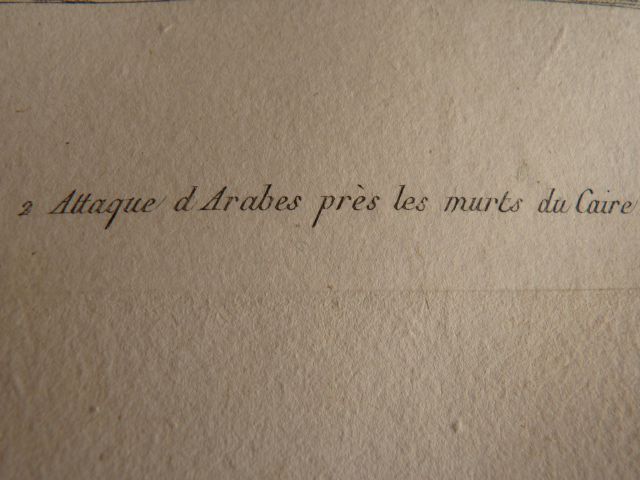 2 Attaque d Arabes près les murts du Caire